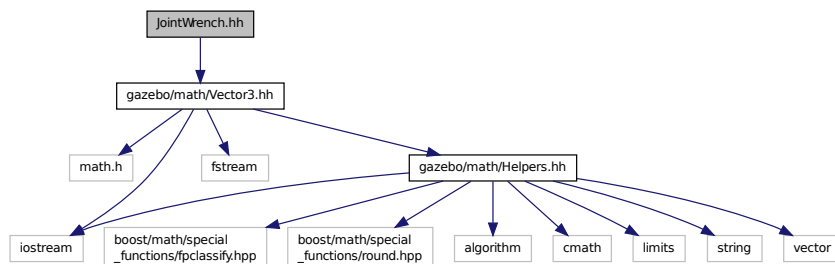 JointWrench.hh
gazebo/math/Vector3.hh
math.h
fstream
gazebo/math/Helpers.hh
iostream
boost/math/special
_functions/fpclassify.hpp
boost/math/special
_functions/round.hpp
algorithm
cmath
limits
string
vector